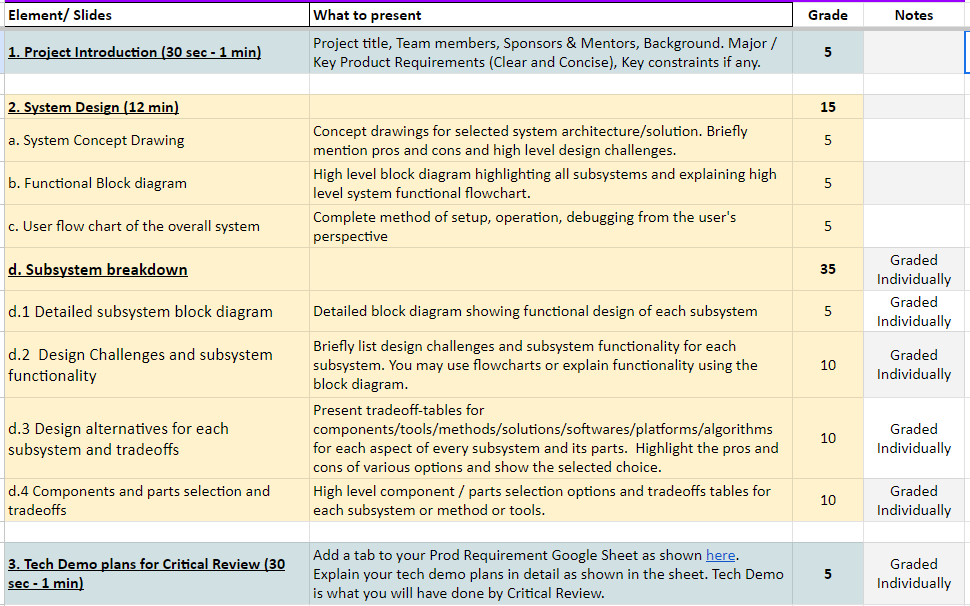 Element/ Slides What to present Grade Notes
1. Project Introduction (30 sec - 1 min) Project title, Team members, Sponsors & Mentors, Background. Major /
Key Product Requirements (Clear and Concise), Key constraints if any. 5
2. System Design (12 min) 15
a. System Concept Drawing Concept drawings for selected system architecture/solution. Briefly
mention pros and cons and high level design challenges. 5
b. Functional Block diagram High level block diagram highlighting all subsystems and explaining high
level system functional flowchart. 5
c. User flow chart of the overall system Complete method of setup, operation, debugging from the user's
perspective 5
d. Subsystem breakdown 35 Graded
Individually
d.1 Detailed subsystem block diagram Detailed block diagram showing functional design of each subsystem 5 Graded
Individually
d.2 Design Challenges and subsystem
functionality
Briefly list design challenges and subsystem functionality for each
subsystem. You may use flowcharts or explain functionality using the
block diagram.
10
Graded
Individually
d.3 Design alternatives for each
subsystem and tradeoffs
Present tradeoff-tables for
components/tools/methods/solutions/softwares/platforms/algorithms
for each aspect of every subsystem and its parts. Highlight the pros and
cons of various options and show the selected choice.
10
Graded
Individually
d.4 Components and parts selection and
tradeoffs
High level component / parts selection options and tradeoffs tables for
each subsystem or method or tools.
10
Graded
Individually
3. Tech Demo plans for Critical Review (30
sec - 1 min)
Add a tab to your Prod Requirement Google Sheet as shown here.
Explain your tech demo plans in detail as shown in the sheet. Tech Demo
is what you will have done by Critical Review.
5
Graded
Individually